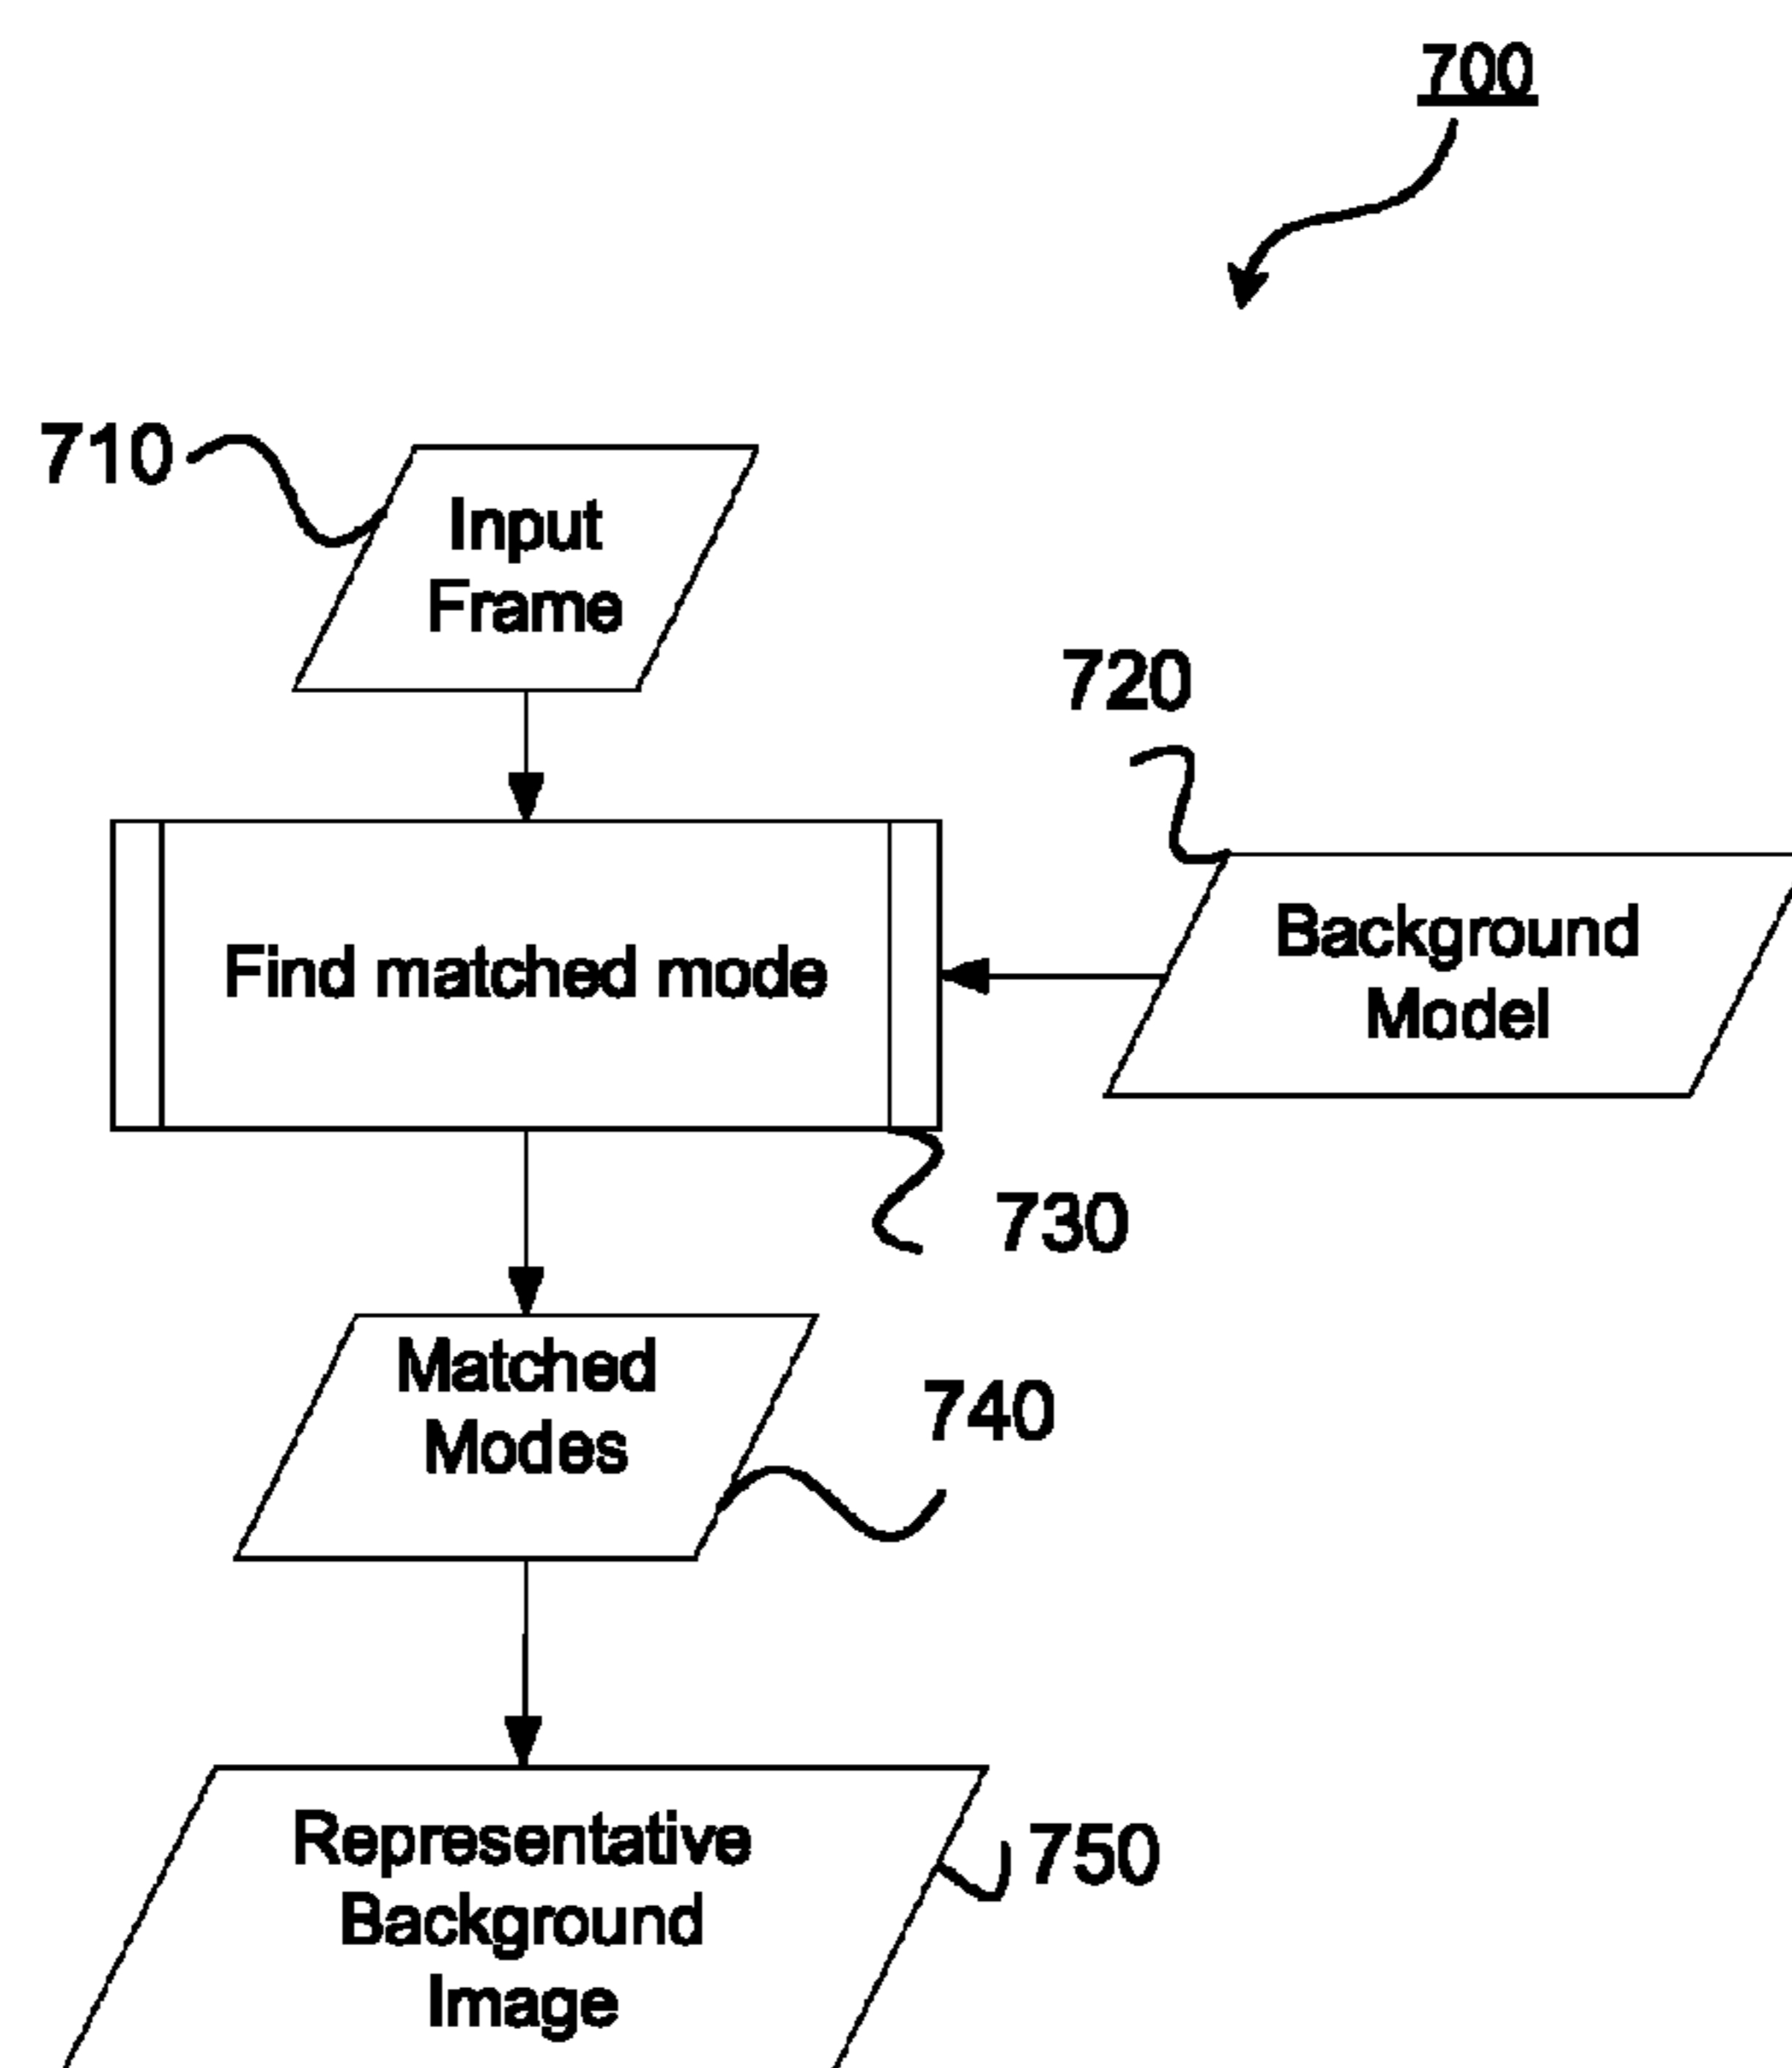 700
710
Input
Frame
720
Background
Model
Find matched mode
730
Matched
Modes
740
Representative
Background
Image
750